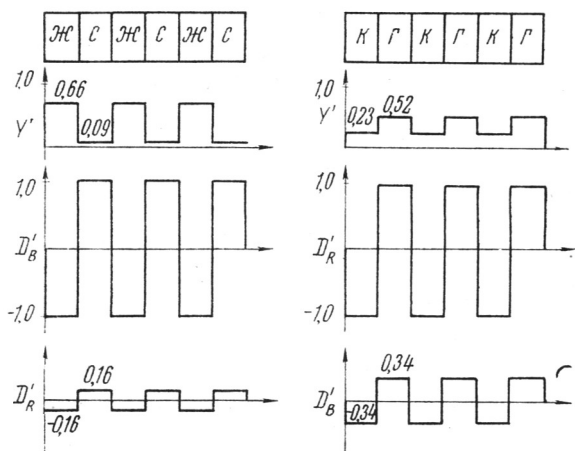 Ж С Ж С Ж С
1,0
0,66
0,09
Y'
1,0
D'B
-1,0
0,16
D'R
-0,16
К Г К Г К Г
1,0
0,23
0,52
Y'
1,0
D'R
-1,0
0,34
D'B
-0,34